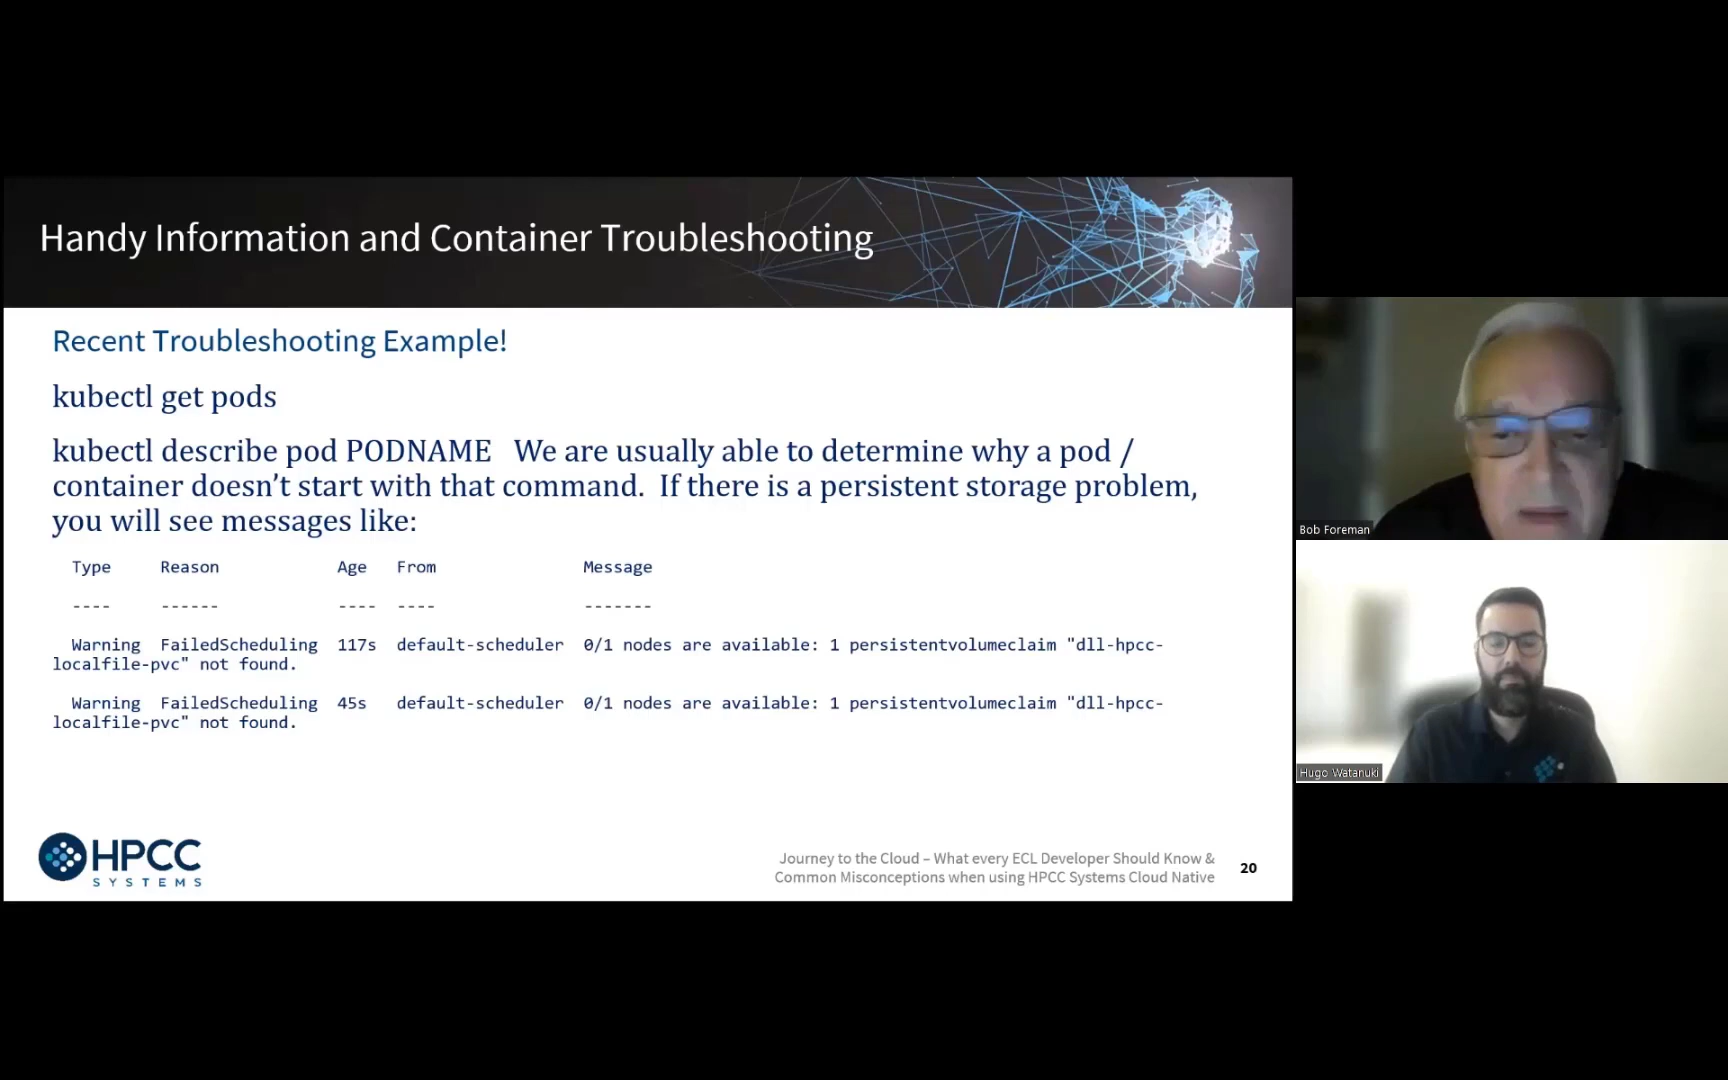 Handy Information and Container Troubleshooting
Recent Troubleshooting Example!
kubectl get pods
kubectl describe pod PODNAME   We are usually able to determine why a pod /
container doesn’t start with that command.  If there is a persistent storage problem,
you will see messages like:
Type     Reason            Age   From               Message
----     ------            ----  ----               -------
Warning  FailedScheduling  117s  default-scheduler  0/1 nodes are available: 1 persistentvolumeclaim "dll-hpcc-
localfile-pvc" not found.
Warning  FailedScheduling  45s   default-scheduler  0/1 nodes are available: 1 persistentvolumeclaim "dll-hpcc-
localfile-pvc" not found.
HPCC
SYSTEMS
Journey to the Cloud – What every ECL Developer Should Know &
Common Misconceptions when using HPCC Systems Cloud Native
20
Bob Foreman
Hugo Watanuki